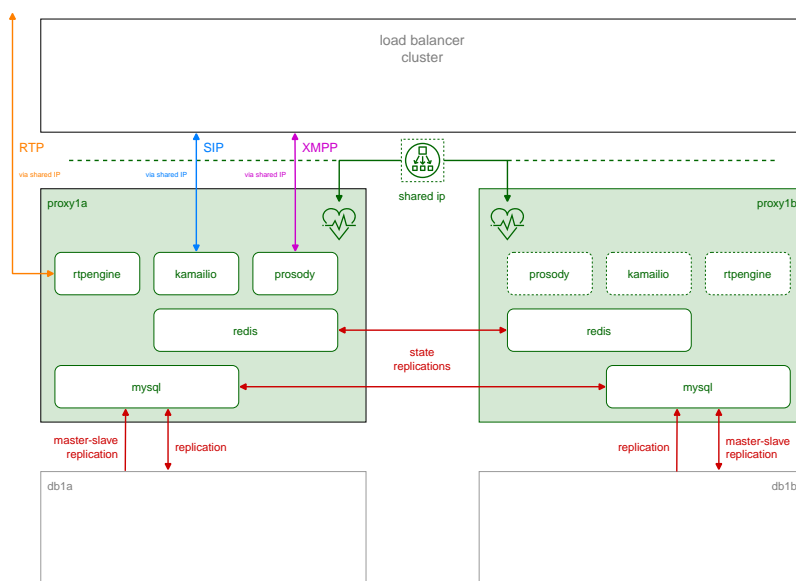 load balancer
cluster
RTP
SIP
XMPP
via shared IP
via shared IP
via shared IP
shared ip
proxy1a
proxy1b
rtpengine
kamailio
prosody
prosody
kamailio
rtpengine
redis
redis
state
replications
mysql
mysql
master-slave
replication
replication
replication
master-slave
replication
db1a
db1b